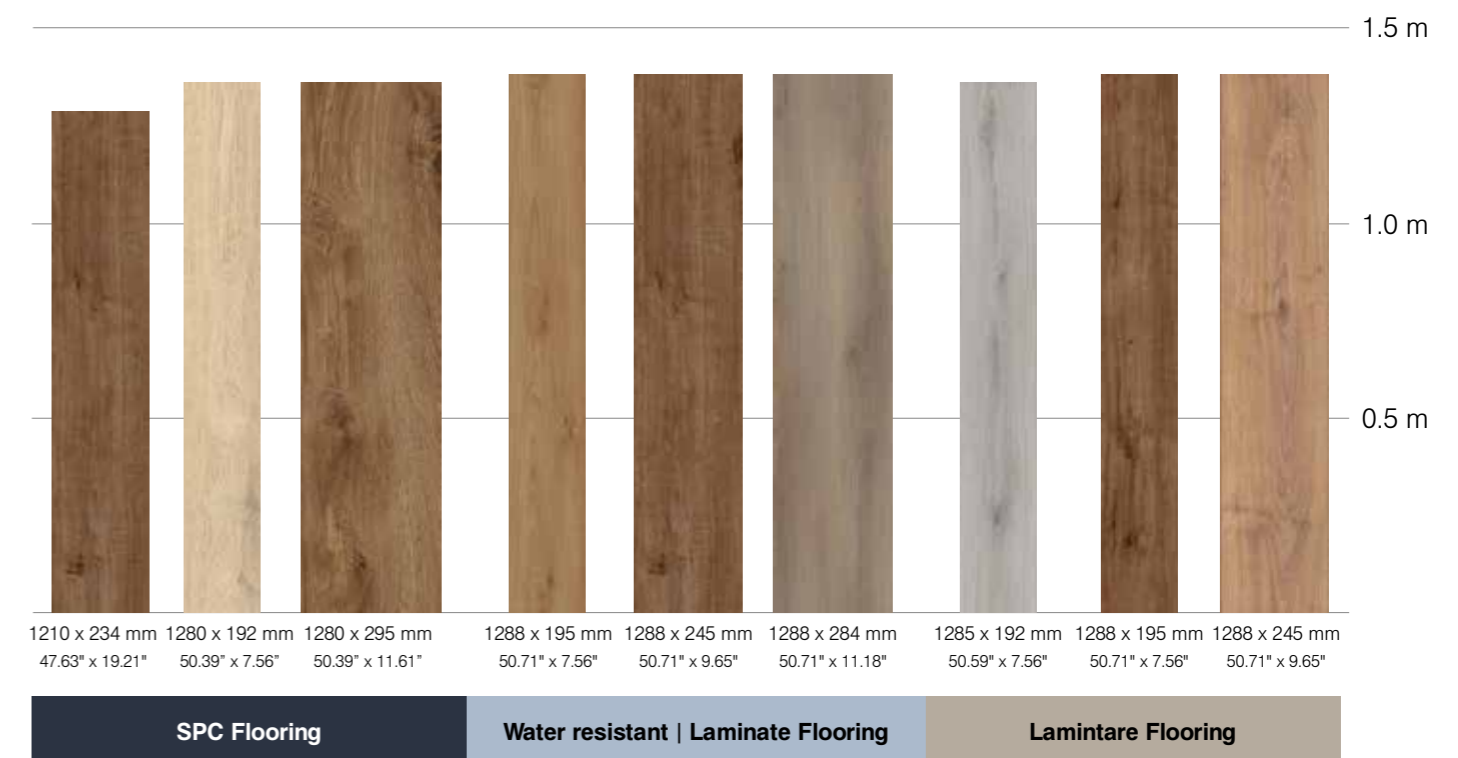 1.5 m
1.0 m
0.5 m
1210 x 234 mm 1280 x 192 mm 1280 x 295 mm 1288 x 195 mm 1288 x 245 mm 1288 x 284 mm 1285 x 192 mm 1288 x 195 mm 1288 x 245 mm
47.63" x 19.21" 50.39" x 7.56" 50.39" x 11.61" 50.71" x 7.56" 50.71" x 9.65" 50.71" x 11.18" 50.59" x 7.56" 50.71" x 7.56" 50.71" x 9.65"
SPC Flooring Water resistant | Laminate Flooring Lamintare Flooring